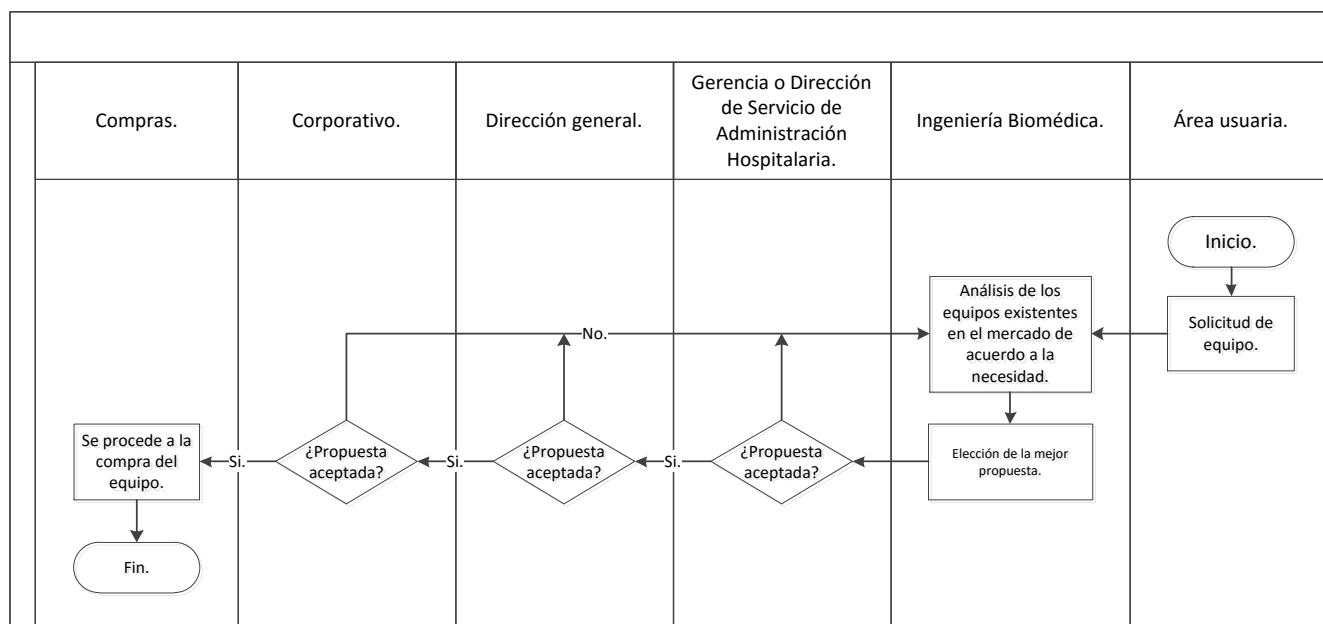 Compras.
Corporativo.
Dirección general.
Gerencia o Dirección
de Servicio de
Administración
Hospitalaria.
Ingeniería Biomédica.
Área usuaria.
Inicio.
Solicitud de
equipo.
Análisis de los
equipos existentes
en el mercado de
acuerdo a la
necesidad.
No.
Elección de la mejor
propuesta.
¿Propuesta
aceptada?
Si.
¿Propuesta
aceptada?
Si.
¿Propuesta
aceptada?
Si.
Se procede a la
compra del
equipo.
Fin.